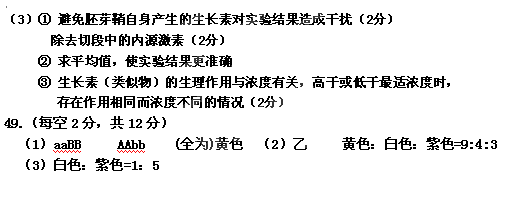 (3)① 避免胚芽鞘自身产生的生长素对实验结果造成干扰(2分)
除去切段中的内源激素(2分)
② 求平均值，使实验结果更准确
③ 生长素(类似物)的生理作用与浓度有关，高于或低于最适浓度时，
存在作用相同而浓度不同的情况(2分)
49.(每空2分，共12分)
(1) aaBB AAbb (全为)黄色 (2)乙 黄色：白色：紫色=9:4:3
(3)白色：紫色=1：5